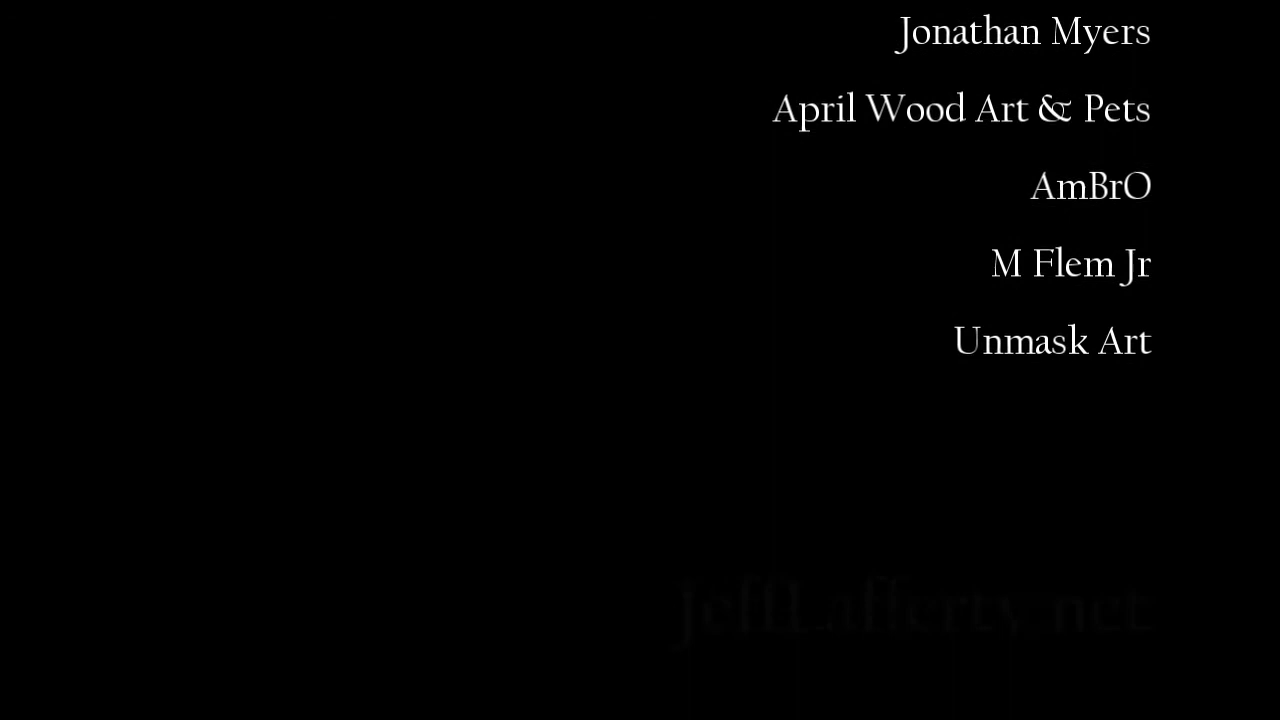 Jonathan Myers
April Wood Art & Pets
AmBrO
M Flem Jr
Unmask Art
JeffLafferty.net